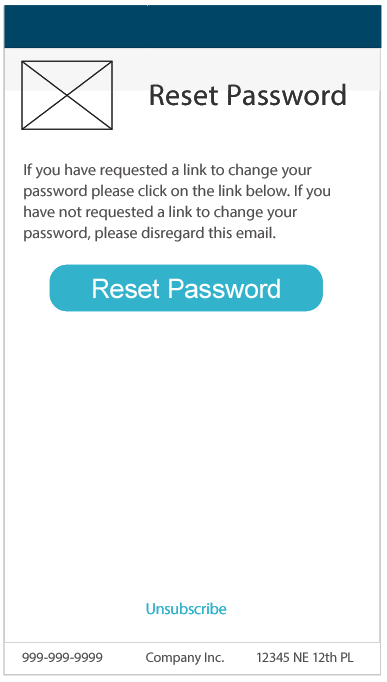 Reset Password
If you have requested a link to change your
password please click on the link below. If you
have not requested a link to change your
password, please disregard this email.
Reset Password
Unsubscribe
999-999-9999 Company Inc. 12345 NE 12th PL